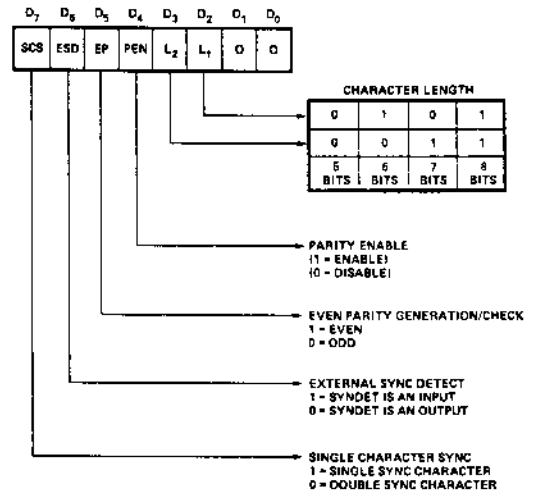 D7 D6 D5 D4 D3 D2 D1 D0
SCS ESD EP PEN L2 L1 0 0
CHARACTER LENGTH
0 1 0 1
0 0 1 1
5 6 7 8
BITS BITS BITS BITS
PARITY ENABLE
(1 = ENABLE)
(0 = DISABLE)
EVEN PARITY GENERATION/CHECK
1 = EVEN
0 = ODD
EXTERNAL SYNC DETECT
1 = SYNDET IS AN INPUT
0 = SYNDET IS AN OUTPUT
SINGLE CHARACTER SYNC
1 = SINGLE SYNC CHARACTER
0 = DOUBLE SYNC CHARACTER